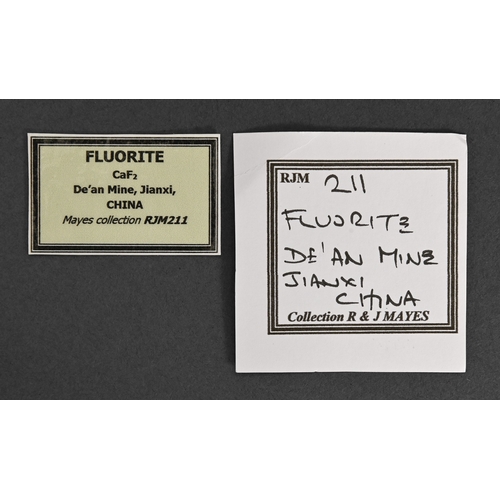 FLUORITE
CaF₂
De'an Mine, Jianxi,
CHINA
Mayes collection RJM211
RJM 211
FLUORITE
DE'AN MINE
JIANXI
CHINA
Collection R & J MAYES